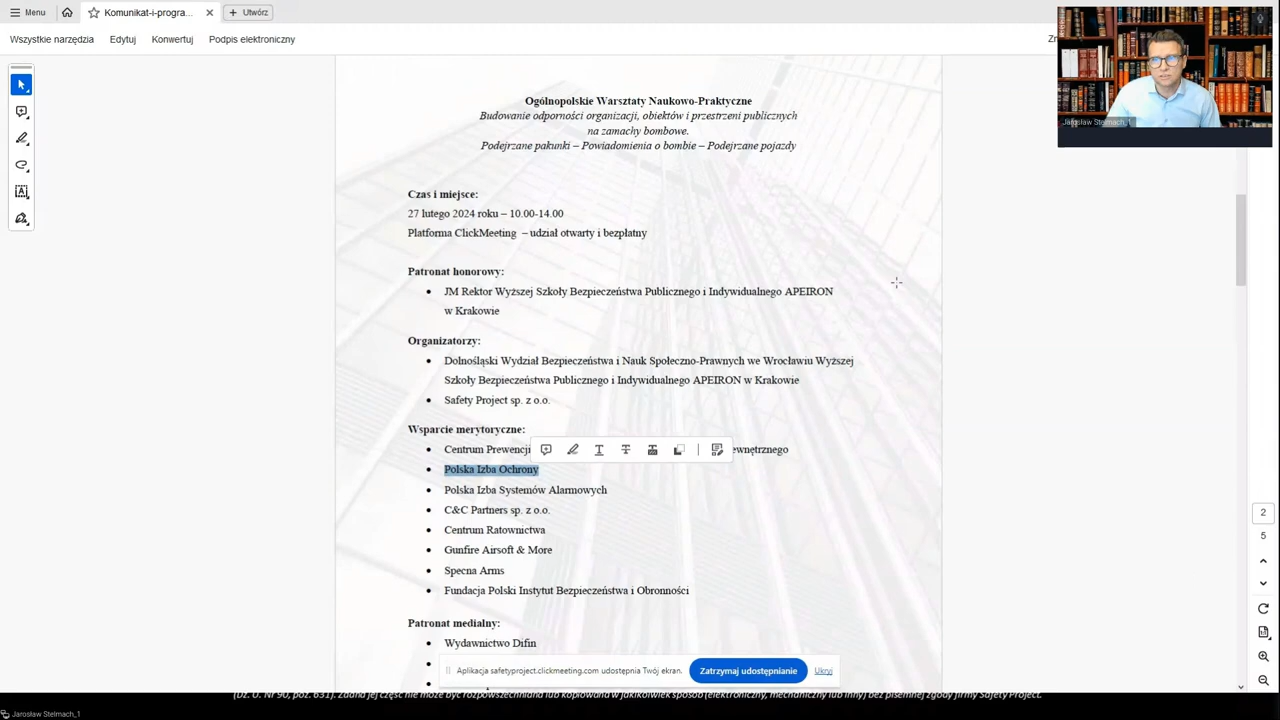 Menu
Komunikat-i-progra...
Utwórz
Wszystkie narzędzia
Edytuj
Konwertuj
Podpis elektroniczny
Jarosław Stelmach_1
Ogólnopolskie Warsztaty Naukowo-Praktyczne
Budowanie odporności organizacji, obiektów i przestrzeni publicznych
na zamachy bombowe.
Podejrzane pakunki – Powiadomienia o bombie – Podejrzane pojazdy
Czas i miejsce:
27 lutego 2024 roku – 10.00-14.00
Platforma ClickMeeting – udział otwarty i bezpłatny
Patronat honorowy:
• JM Rektor Wyższej Szkoły Bezpieczeństwa Publicznego i Indywidualnego APEIRON
w Krakowie
Organizatorzy:
• Dolnośląski Wydział Bezpieczeństwa i Nauk Społeczno-Prawnych we Wrocławiu Wyższej
Szkoły Bezpieczeństwa Publicznego i Indywidualnego APEIRON w Krakowie
• Safety Project sp. z o.o.
Wsparcie merytoryczne:
• Centrum Prewencji ewnętrznego
• Polska Izba Ochrony
• Polska Izba Systemów Alarmowych
• C&C Partners sp. z o.o.
• Centrum Ratownictwa
• Gunfire Airsoft & More
• Specna Arms
• Fundacja Polski Instytut Bezpieczeństwa i Obronności
Patronat medialny:
• Wydawnictwo Difin
Aplikacja safetyproject.clickmeeting.com udostępnia Twój ekran.
Zatrzymaj udostępnianie
Ukryj
2
5
(Dz. U. Nr 90, poz. 631). Żadna jej część nie może być rozpowszechniana lub kopiowana w jakikolwiek sposób (elektroniczny, mechaniczny lub inny) bez pisemnej zgody firmy Safety Project.
Jarosław Stelmach_1